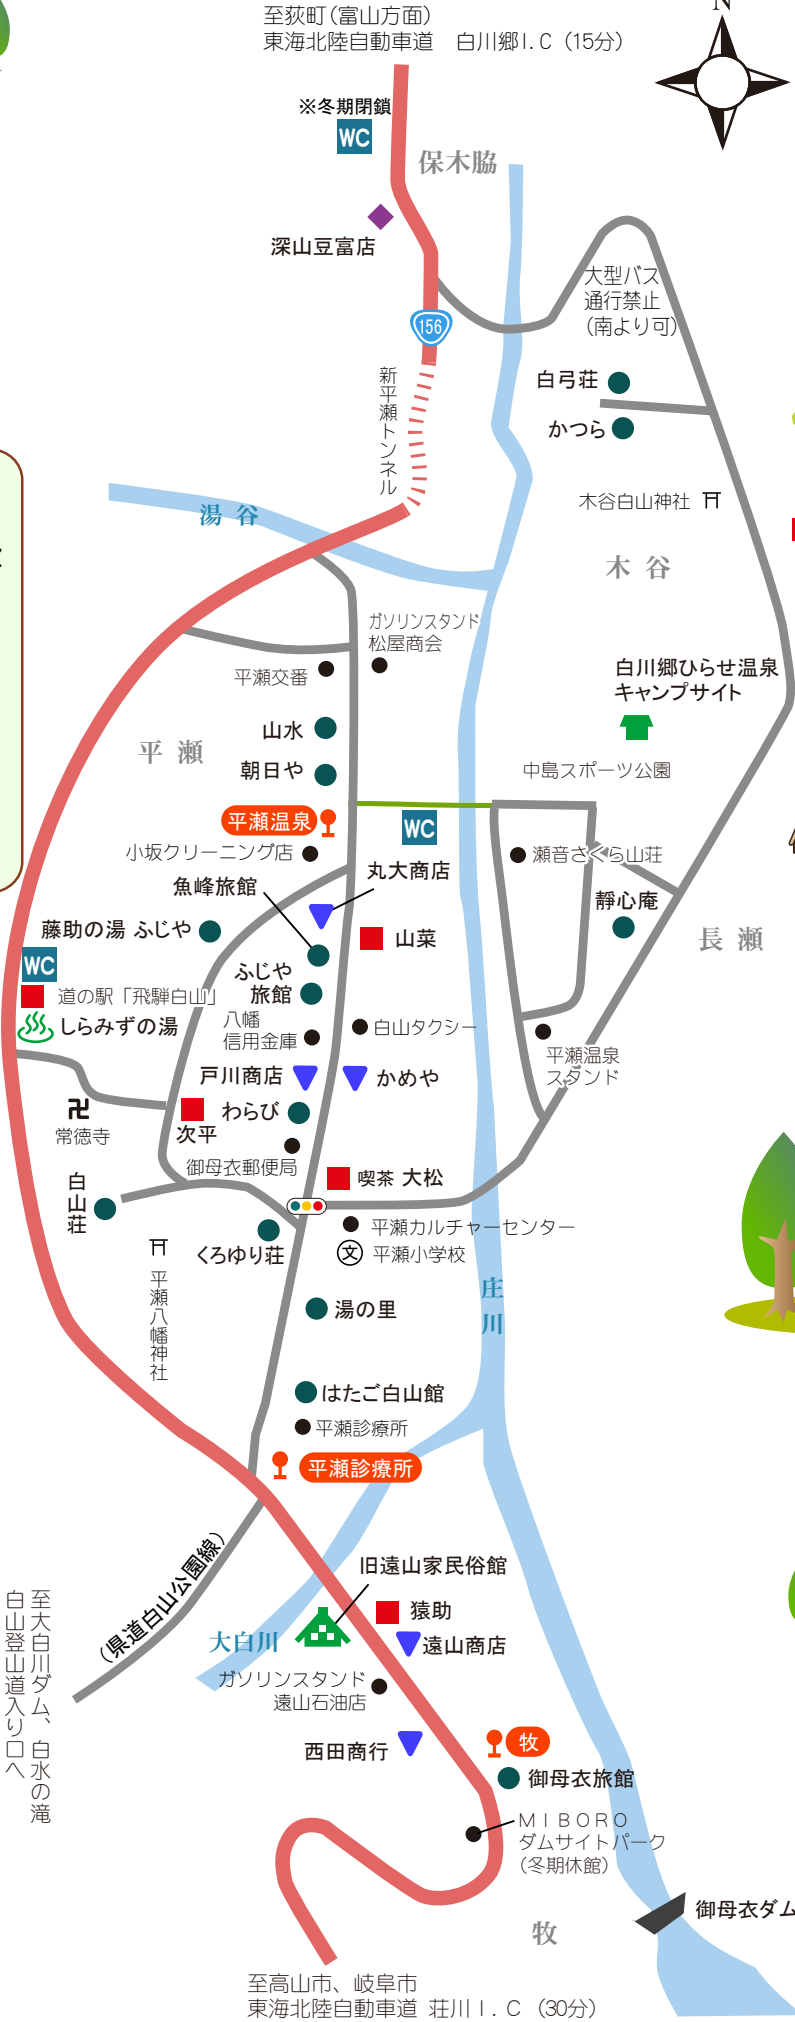 至荻町(富山方面)
東海北陸自動車道　白川郷I.C（15分）
N
※冬期閉鎖
WC
保木脇
深山豆富店
大型バス
通行禁止
(南より可)
156
新平瀬トンネル
白弓荘
かつら
木谷白山神社
湯谷
木谷
ガソリンスタンド
松屋商会
平瀬交番
白川郷ひらせ温泉
キャンプサイト
山水
平瀬
朝日や
中島スポーツ公園
平瀬温泉
WC
小坂クリーニング店
瀬音さくら山荘
丸大商店
魚峰旅館
靜心庵
藤助の湯 ふじや
山菜
長瀬
WC
ふじや
旅館
道の駅「飛騨白山」
しらみずの湯
八幡
信用金庫
白山タクシー
平瀬温泉
スタンド
戸川商店
かめや
わらび
常徳寺
次平
御母衣郵便局
喫茶 大松
白山荘
平瀬カルチャーセンター
くろゆり荘
文
平瀬小学校
平瀬八幡神社
庄川
湯の里
はたご白山館
平瀬診療所
平瀬診療所
(県道白山公園線)
旧遠山家民俗館
至大白川ダム、白水の滝
白山登山道入り口へ
猿助
大白川
遠山商店
ガソリンスタンド
遠山石油店
西田商行
牧
御母衣旅館
ＭＩＢＯＲＯ
ダムサイトパーク
(冬期休館)
御母衣ダム
牧
至高山市、岐阜市
東海北陸自動車道 荘川Ｉ．Ｃ（30分）